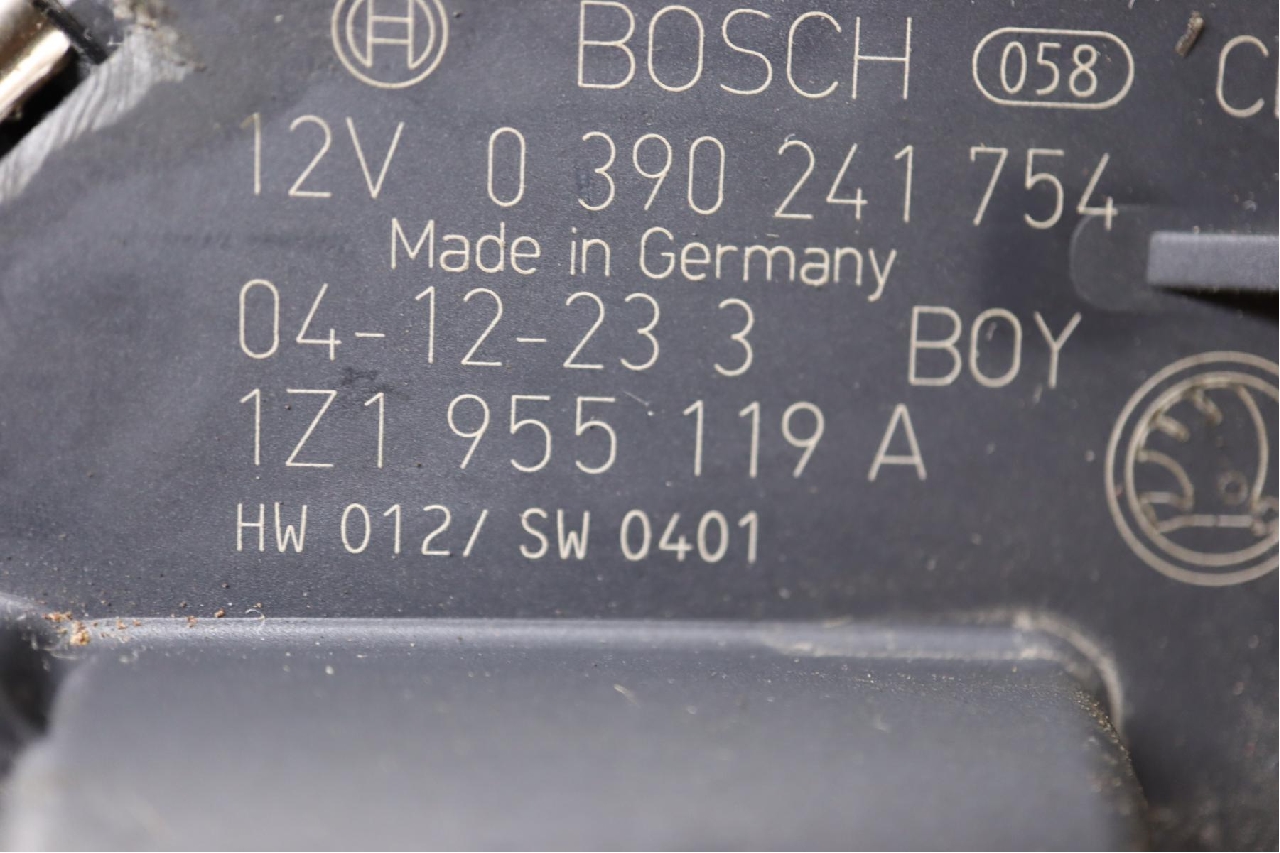 BOSCH 058
12V 0 390 241 754
Made in Germany
04-12-23 3 BOY
1Z1 955 119 A
HW 012/ SW 0401